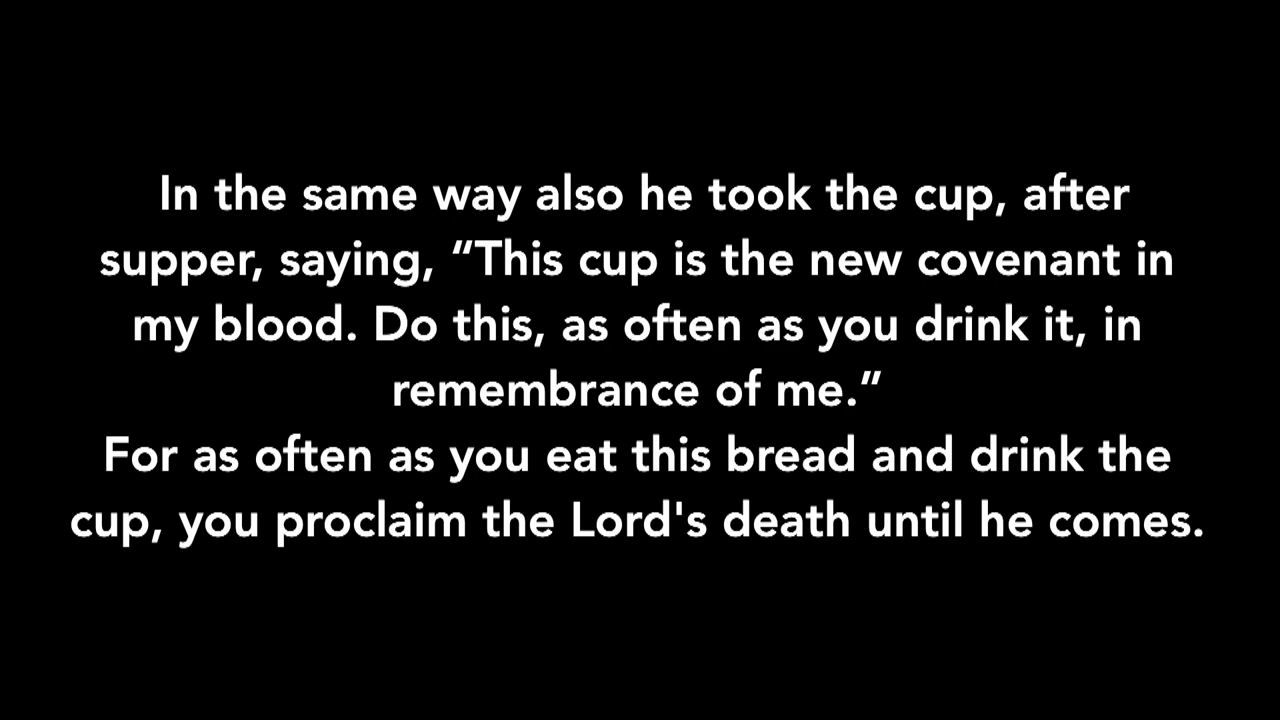 In the same way also he took the cup, after
supper, saying, “This cup is the new covenant in
my blood. Do this, as often as you drink it, in
remembrance of me.”
For as often as you eat this bread and drink the
cup, you proclaim the Lord's death until he comes.